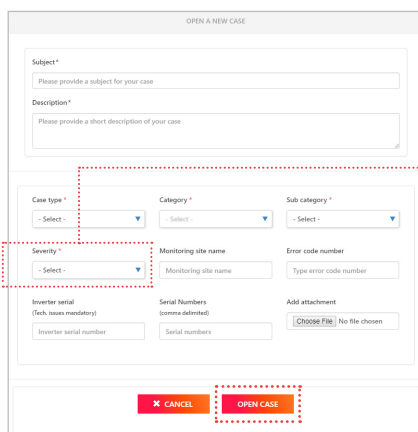 OPEN A NEW CASE
Subject*
Please provide a subject for your case
Description*
Please provide a short description of your case
Case type * Category * Sub category *
- Select - - Select - - Select -
Severity * Monitoring site name Error code number
- Select - Monitoring site name Type error code number
Inverter serial Serial Numbers Add attachment
(Tech. issues mandatory) (comma delimited)
Inverter serial number Serial numbers Choose File No file chosen
✖ CANCEL OPEN CASE